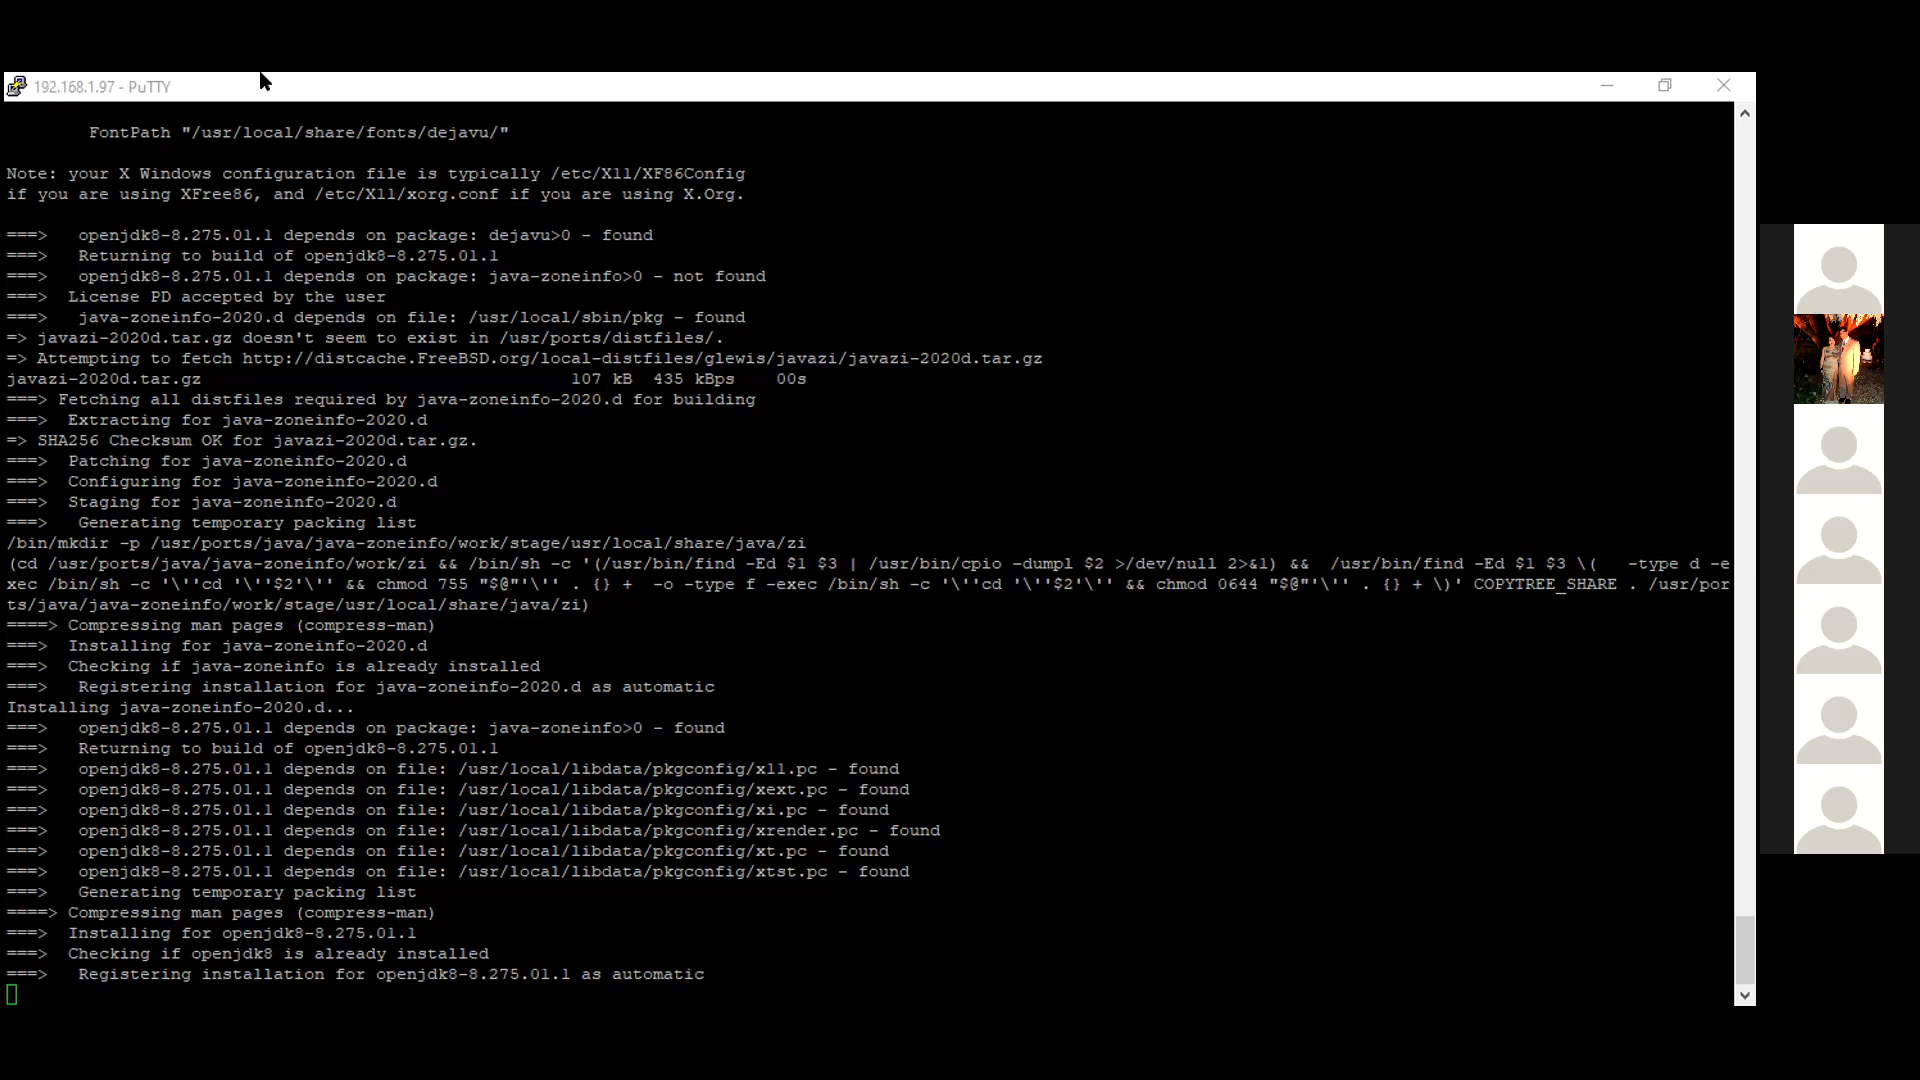 192.168.1.97 - PuTTY
FontPath "/usr/local/share/fonts/dejavu/"
Note: your X Windows configuration file is typically /etc/X11/XF86Config
if you are using XFree86, and /etc/X11/xorg.conf if you are using X.Org.
===>   openjdk8-8.275.01.1 depends on package: dejavu>0 - found
===>   Returning to build of openjdk8-8.275.01.1
===>   openjdk8-8.275.01.1 depends on package: java-zoneinfo>0 - not found
===>  License PD accepted by the user
===>   java-zoneinfo-2020.d depends on file: /usr/local/sbin/pkg - found
=> javazi-2020d.tar.gz doesn't seem to exist in /usr/ports/distfiles/.
=> Attempting to fetch http://distcache.FreeBSD.org/local-distfiles/glewis/javazi/javazi-2020d.tar.gz
javazi-2020d.tar.gz                                    107 kB  435 kBps    00s
===> Fetching all distfiles required by java-zoneinfo-2020.d for building
===>  Extracting for java-zoneinfo-2020.d
=> SHA256 Checksum OK for javazi-2020d.tar.gz.
===>  Patching for java-zoneinfo-2020.d
===>  Configuring for java-zoneinfo-2020.d
===>  Staging for java-zoneinfo-2020.d
===>   Generating temporary packing list
/bin/mkdir -p /usr/ports/java/java-zoneinfo/work/stage/usr/local/share/java/zi
(cd /usr/ports/java/java-zoneinfo/work/zi && /bin/sh -c '(/usr/bin/find -Ed $1 $3 | /usr/bin/cpio -dumpl $2 >/dev/null 2>&1) &&  /usr/bin/find -Ed $1 $3 \(   -type d -e
xec /bin/sh -c '\''cd '\''$2'\'' && chmod 755 "$@"'\'' . {} +  -o -type f -exec /bin/sh -c '\''cd '\''$2'\'' && chmod 0644 "$@"'\'' . {} + \)' COPYTREE_SHARE . /usr/por
ts/java/java-zoneinfo/work/stage/usr/local/share/java/zi)
====> Compressing man pages (compress-man)
===>  Installing for java-zoneinfo-2020.d
===>  Checking if java-zoneinfo is already installed
===>   Registering installation for java-zoneinfo-2020.d as automatic
Installing java-zoneinfo-2020.d...
===>   openjdk8-8.275.01.1 depends on package: java-zoneinfo>0 - found
===>   Returning to build of openjdk8-8.275.01.1
===>   openjdk8-8.275.01.1 depends on file: /usr/local/libdata/pkgconfig/x11.pc - found
===>   openjdk8-8.275.01.1 depends on file: /usr/local/libdata/pkgconfig/xext.pc - found
===>   openjdk8-8.275.01.1 depends on file: /usr/local/libdata/pkgconfig/xi.pc - found
===>   openjdk8-8.275.01.1 depends on file: /usr/local/libdata/pkgconfig/xrender.pc - found
===>   openjdk8-8.275.01.1 depends on file: /usr/local/libdata/pkgconfig/xt.pc - found
===>   openjdk8-8.275.01.1 depends on file: /usr/local/libdata/pkgconfig/xtst.pc - found
===>   Generating temporary packing list
====> Compressing man pages (compress-man)
===>  Installing for openjdk8-8.275.01.1
===>  Checking if openjdk8 is already installed
===>   Registering installation for openjdk8-8.275.01.1 as automatic